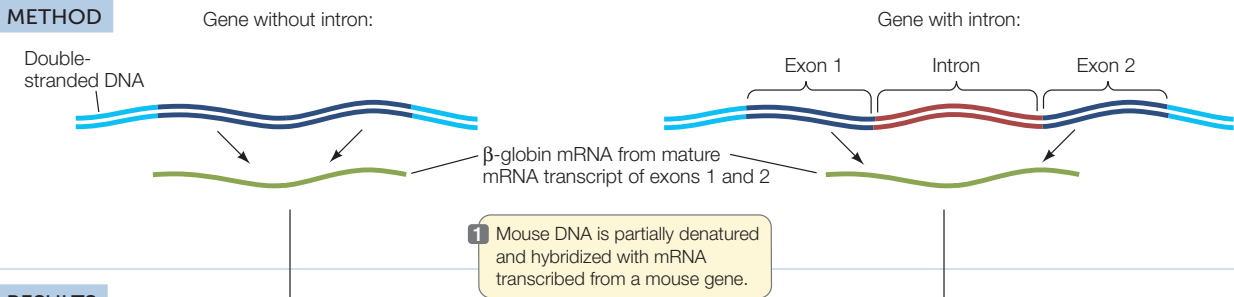 METHOD
Gene without intron:
Gene with intron:
Double-
stranded DNA
Exon 1
Intron
Exon 2
β-globin mRNA from mature
mRNA transcript of exons 1 and 2
1 Mouse DNA is partially denatured
and hybridized with mRNA
transcribed from a mouse gene.
RESULTS